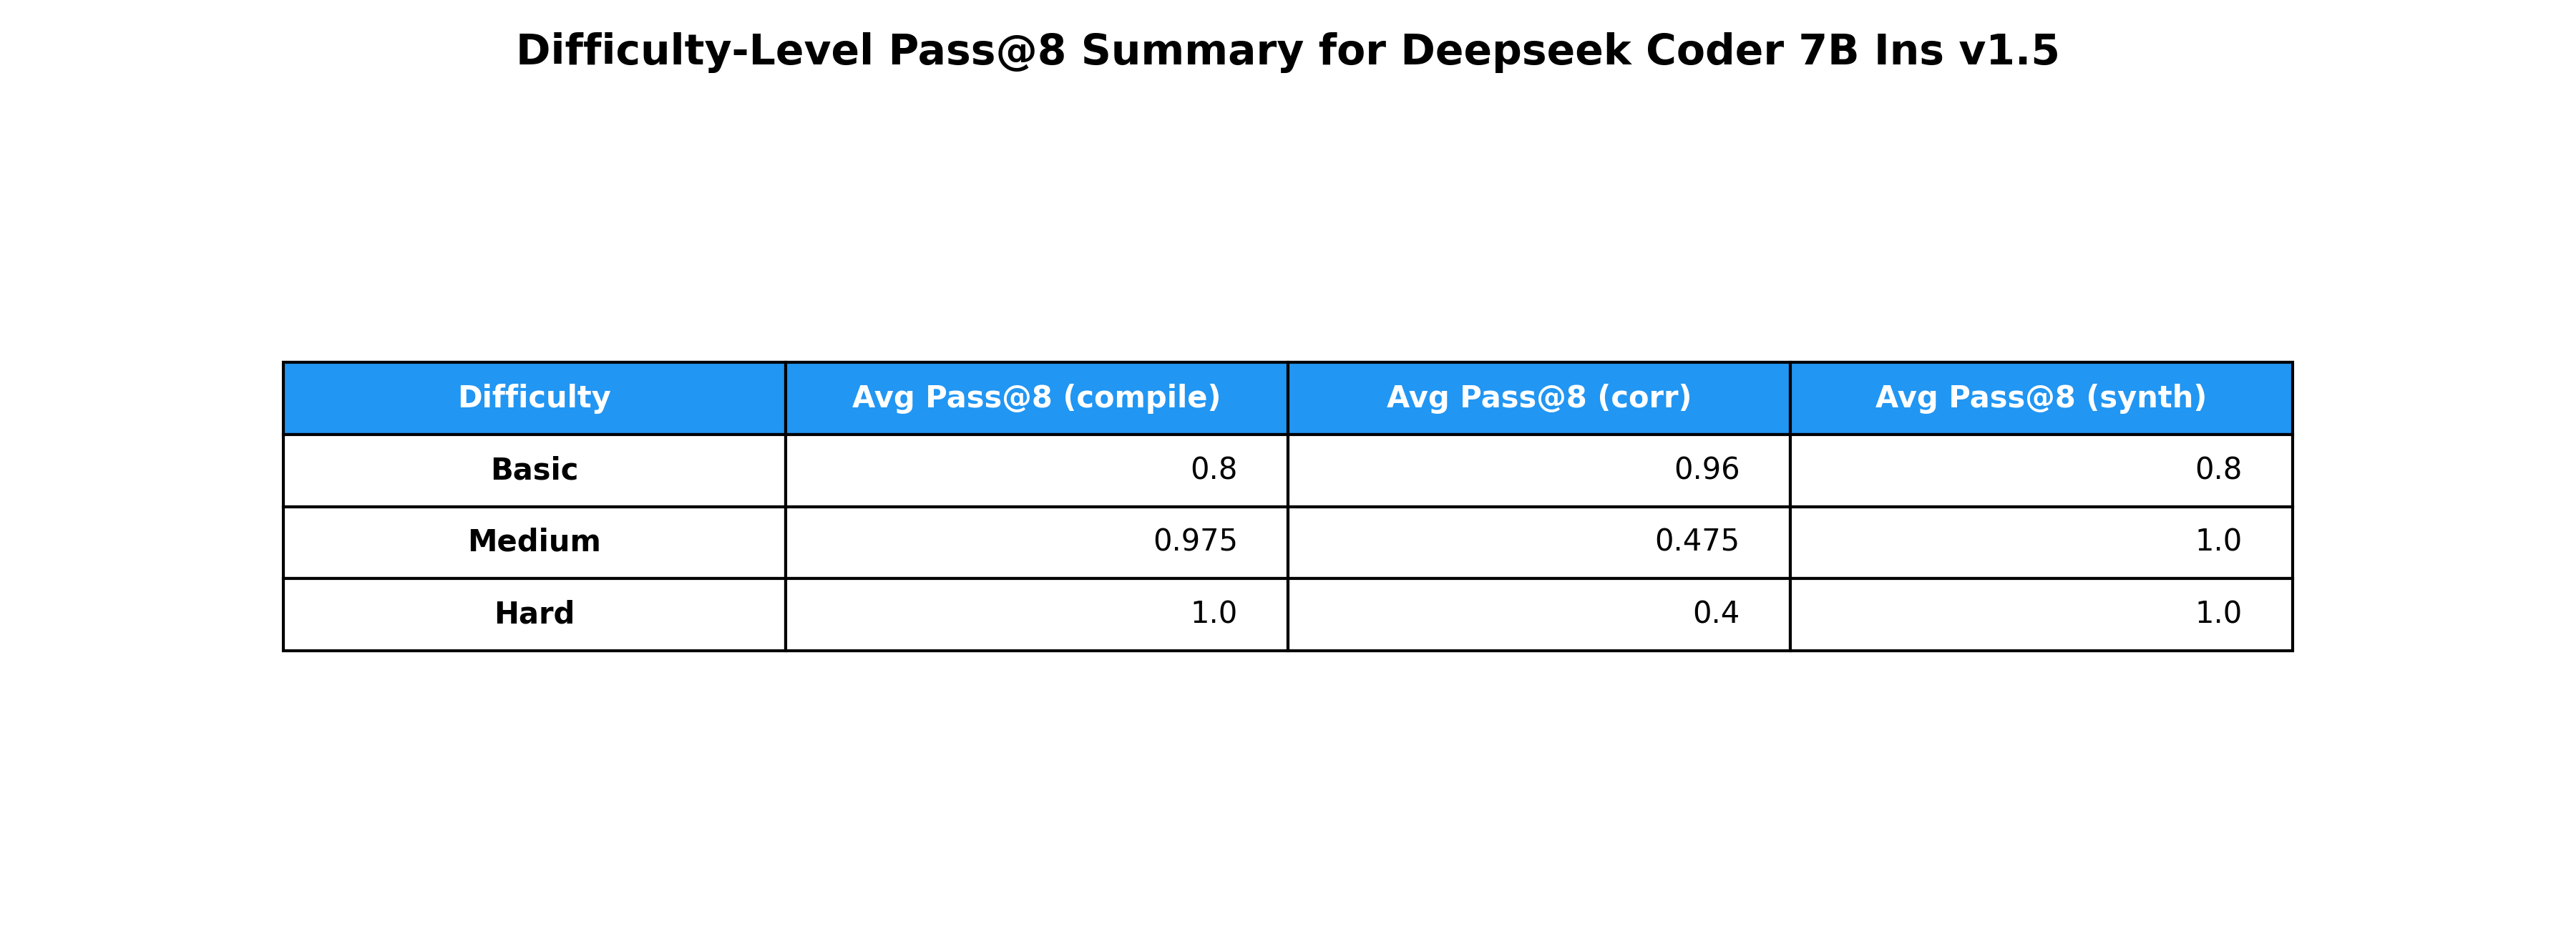 Difficulty-Level Pass@8 Summary for Deepseek Coder 7B Ins v1.5
Difficulty Avg Pass@8 (compile) Avg Pass@8 (corr) Avg Pass@8 (synth)
Basic 0.8 0.96 0.8
Medium 0.975 0.475 1.0
Hard 1.0 0.4 1.0